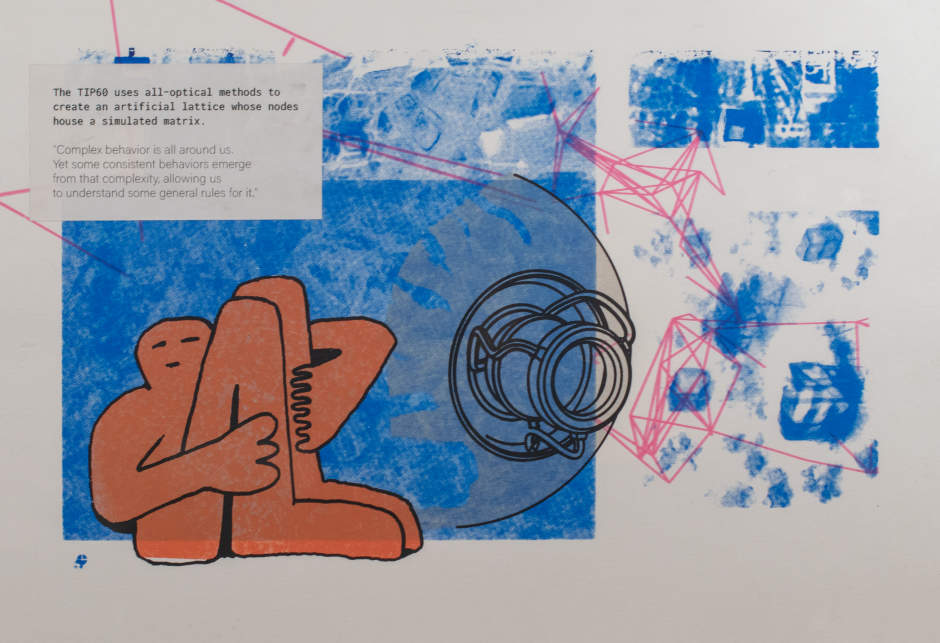 The TIP60 uses all-optical methods to
create an artificial lattice whose nodes
house a simulated matrix.
"Complex behavior is all around us.
Yet some consistent behaviors emerge
from that complexity, allowing us
to understand some general rules for it."